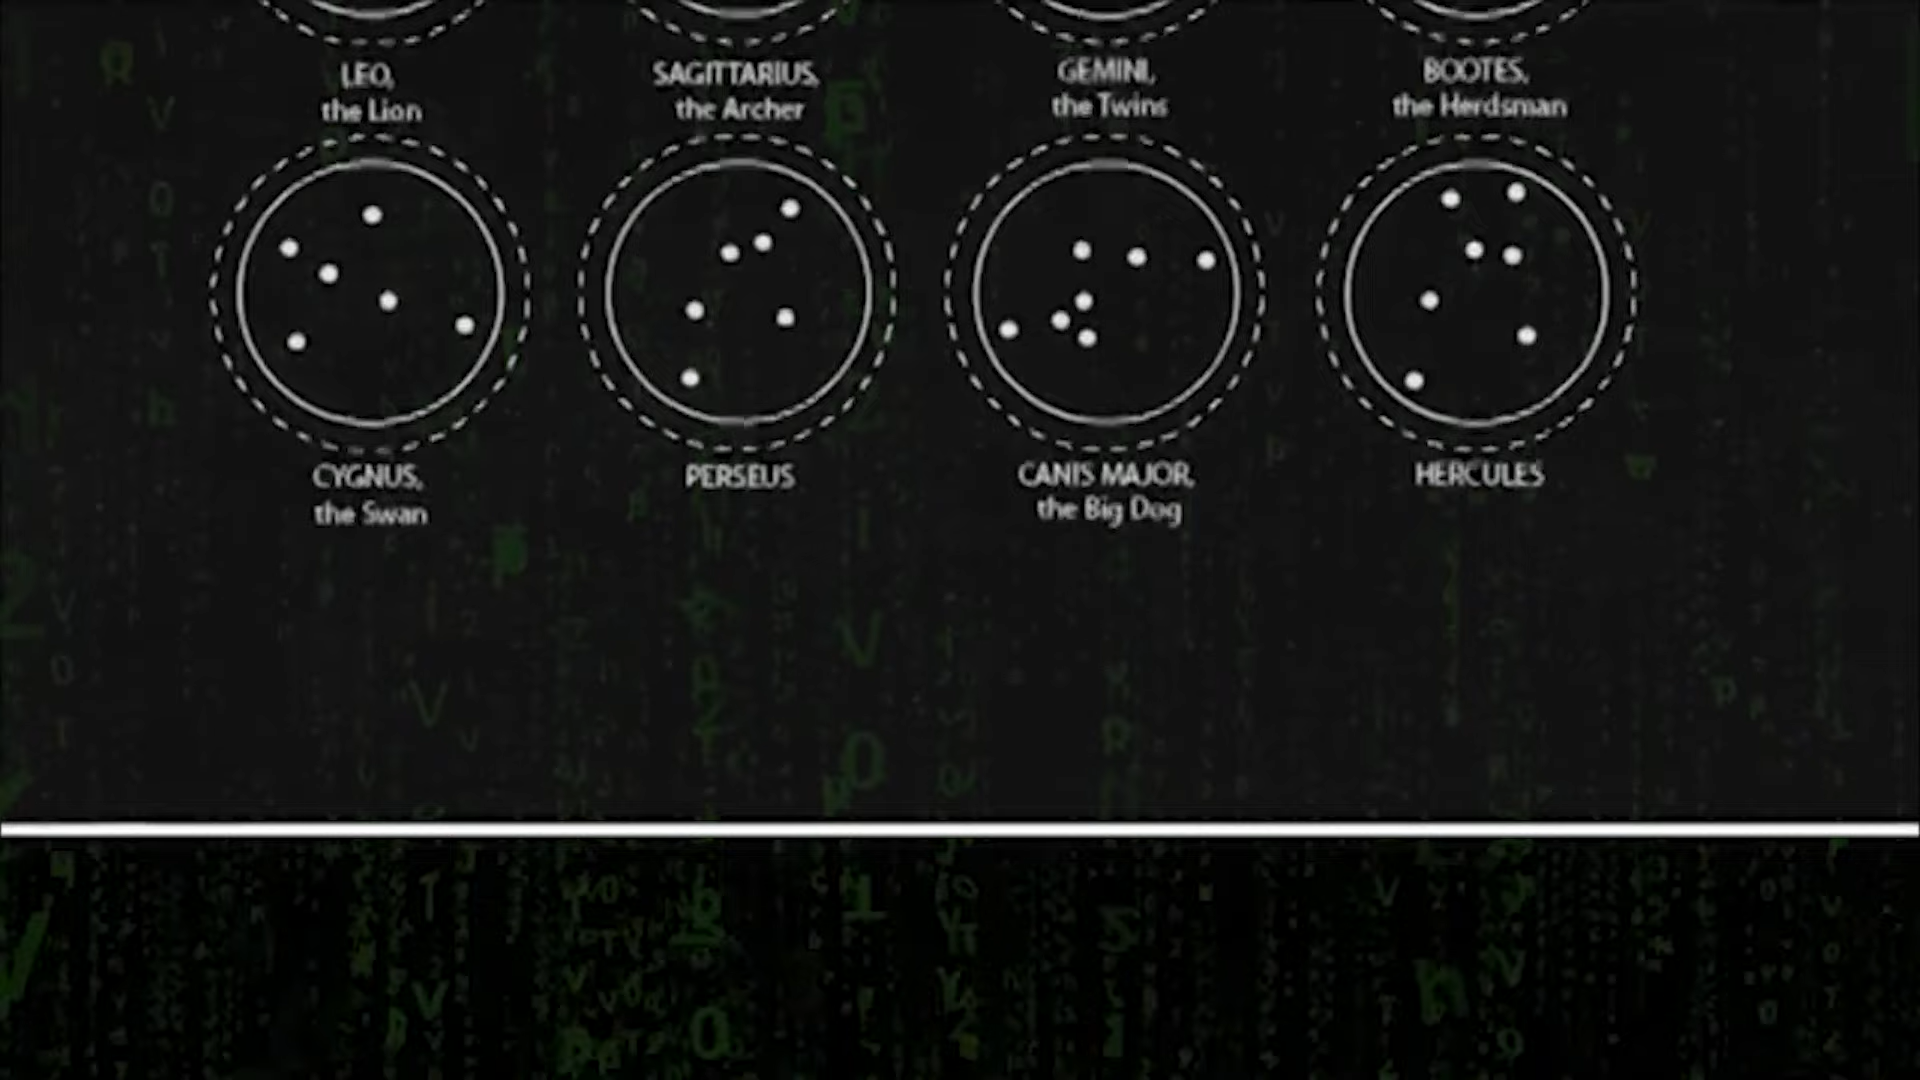 LEO,
the Lion
SAGITTARIUS,
the Archer
GEMINI,
the Twins
BOOTES,
the Herdsman
CYGNUS,
the Swan
PERSEUS
CANIS MAJOR,
the Big Dog
HERCULES